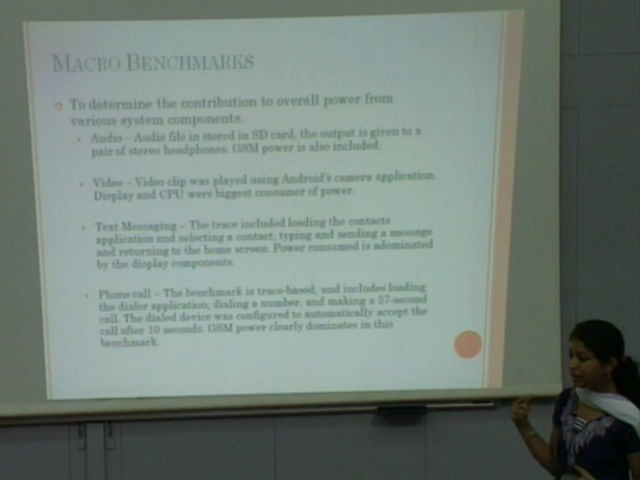 MACRO BENCHMARKS
To determine the contribution to overall power from
various system components.
Audio – Audio file in stored in SD card, the output is given to a
pair of stereo headphones. GSM power is also included.
Video – Video clip was played using Android's camera application.
Display and CPU were biggest consumer of power.
Text Messaging – The trace included loading the contacts
application and selecting a contact, typing and sending a message
and returning to the home screen. Power consumed is adominated
by the display components.
Phone call – The benchmark is trace-based, and includes loading
the dialer application, dialing a number, and making a 57-second
call. The dialed device was configured to automatically accept the
call after 10 seconds. GSM power clearly dominates in this
benchmark.